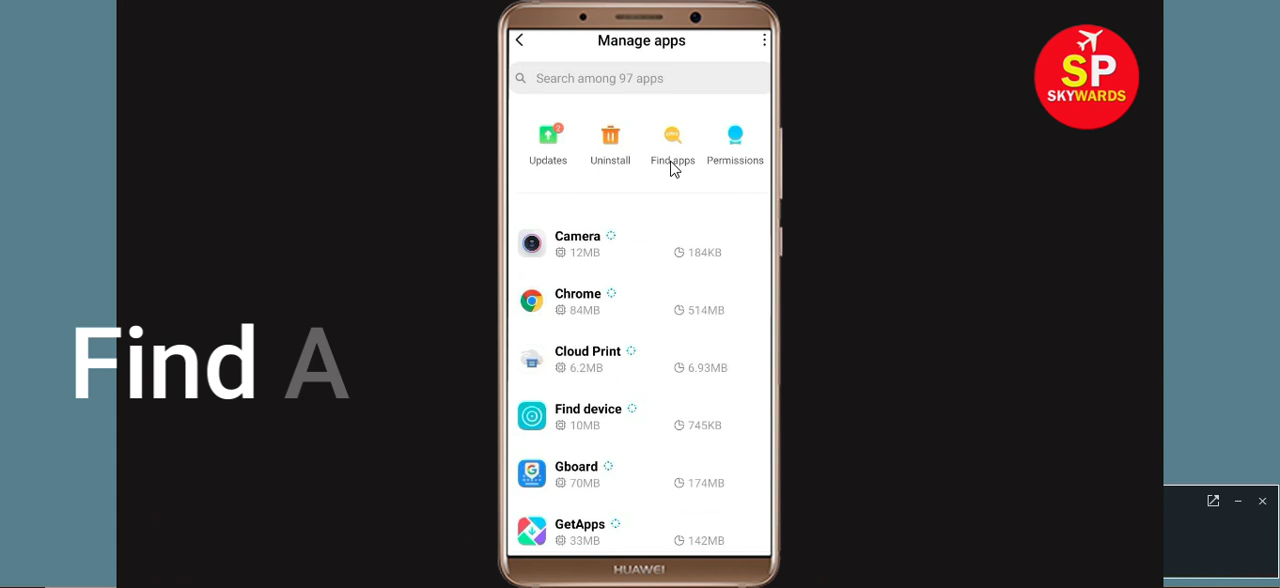 Manage apps
Search among 97 apps
2
Updates Uninstall Find apps Permissions
Camera
12MB 184KB
Chrome
84MB 514MB
Cloud Print
6.2MB 6.93MB
Find device
10MB 745KB
Gboard
70MB 174MB
GetApps
33MB 142MB
HUAWEI
Find A
SP
SKYWARDS